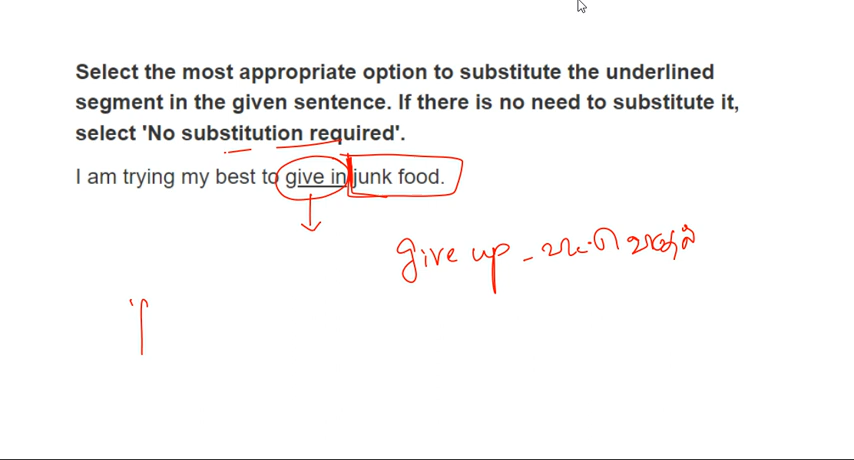 Select the most appropriate option to substitute the underlined
segment in the given sentence. If there is no need to substitute it,
select 'No substitution required'.
I am trying my best to give in junk food.
give up -